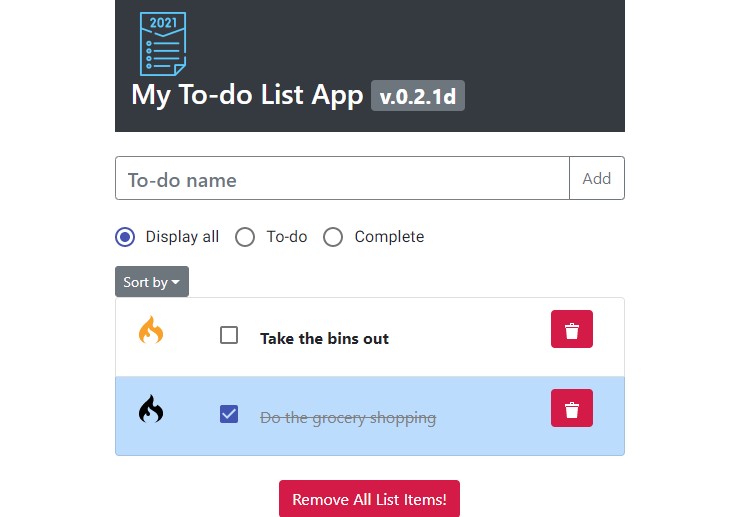 2021
My To-do List App v.0.2.1d
To-do name Add
Display all To-do Complete
Sort by
Take the bins out
Do the grocery shopping
Remove All List Items!